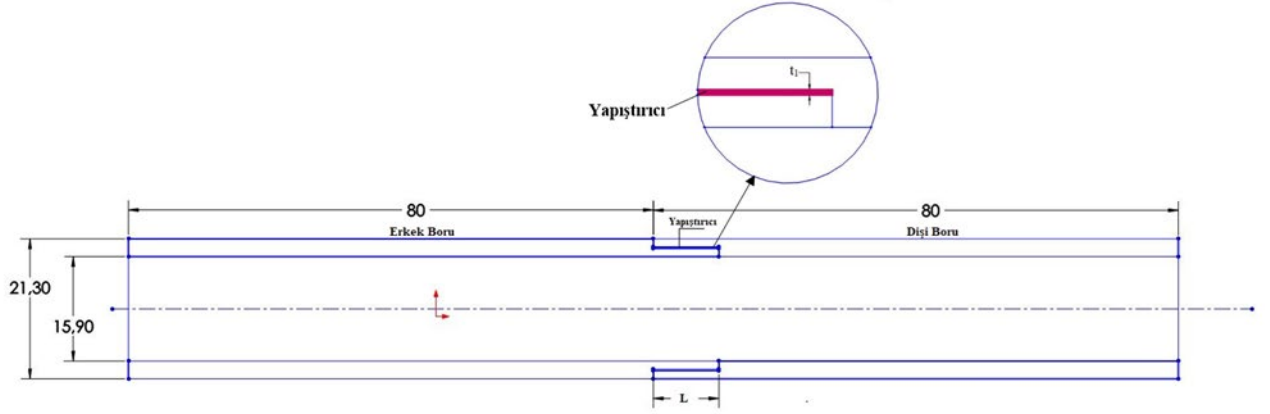 t₁
Yapıştırıcı
80
80
Yapıştırıcı
Erkek Boru
Dişi Boru
21,30
15,90
L